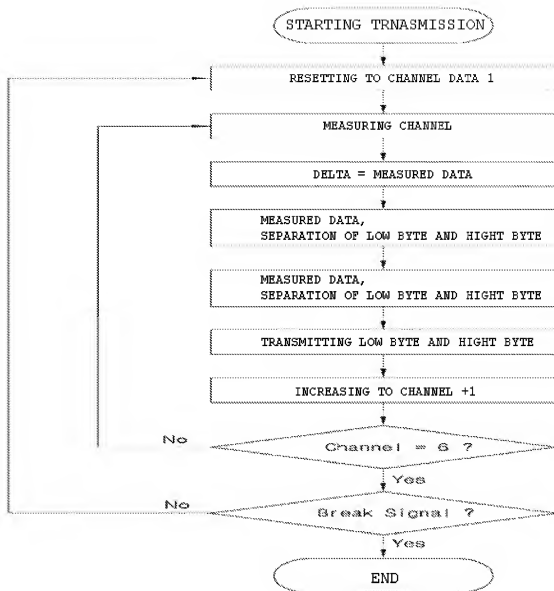 STARTING TRNASMISSION
RESETTING TO CHANNEL DATA 1
MEASURING CHANNEL
DELTA = MEASURED DATA
MEASURED DATA,
SEPARATION OF LOW BYTE AND HIGHT BYTE
MEASURED DATA,
SEPARATION OF LOW BYTE AND HIGHT BYTE
TRANSMITTING LOW BYTE AND HIGHT BYTE
INCREASING TO CHANNEL +1
No
Channel = 6 ?
Yes
No
Break Signal ?
Yes
END